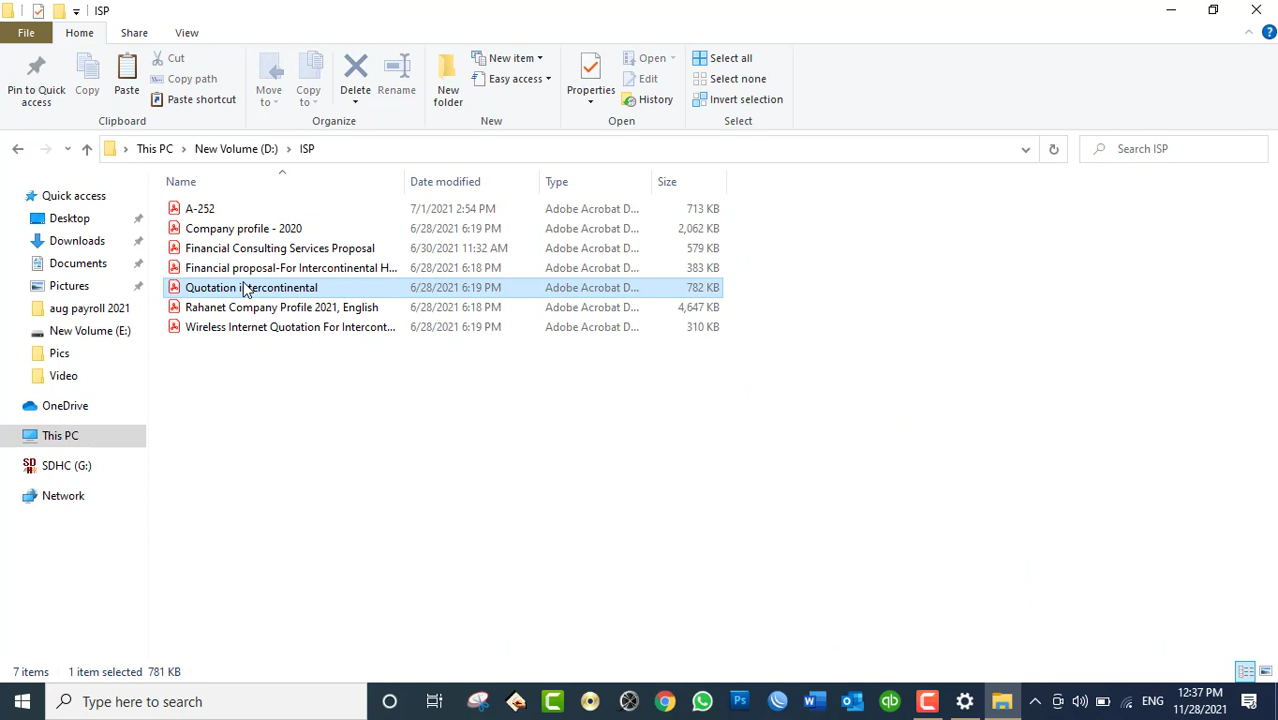 ISP
File Home Share View
Pin to Quick access
Copy
Paste
Cut
Copy path
Paste shortcut
Clipboard
Move to
Copy to
Delete
Rename
Organize
New folder
New item
Easy access
New
Properties
Open
Edit
History
Open
Select all
Select none
Invert selection
Select
This PC > New Volume (D:) > ISP
Search ISP
Quick access
Desktop
Downloads
Documents
Pictures
aug payroll 2021
New Volume (E:)
Pics
Video
OneDrive
This PC
SDHC (G:)
Network
Name Date modified Type Size
A-252 7/1/2021 2:54 PM Adobe Acrobat D... 713 KB
Company profile - 2020 6/28/2021 6:19 PM Adobe Acrobat D... 2,062 KB
Financial Consulting Services Proposal 6/30/2021 11:32 AM Adobe Acrobat D... 579 KB
Financial proposal-For Intercontinental H... 6/28/2021 6:18 PM Adobe Acrobat D... 383 KB
Quotation intercontinental 6/28/2021 6:19 PM Adobe Acrobat D... 782 KB
Rahanet Company Profile 2021, English 6/28/2021 6:18 PM Adobe Acrobat D... 4,647 KB
Wireless Internet Quotation For Intercont... 6/28/2021 6:19 PM Adobe Acrobat D... 310 KB
7 items 1 item selected 781 KB
Type here to search
ENG
12:37 PM
11/28/2021